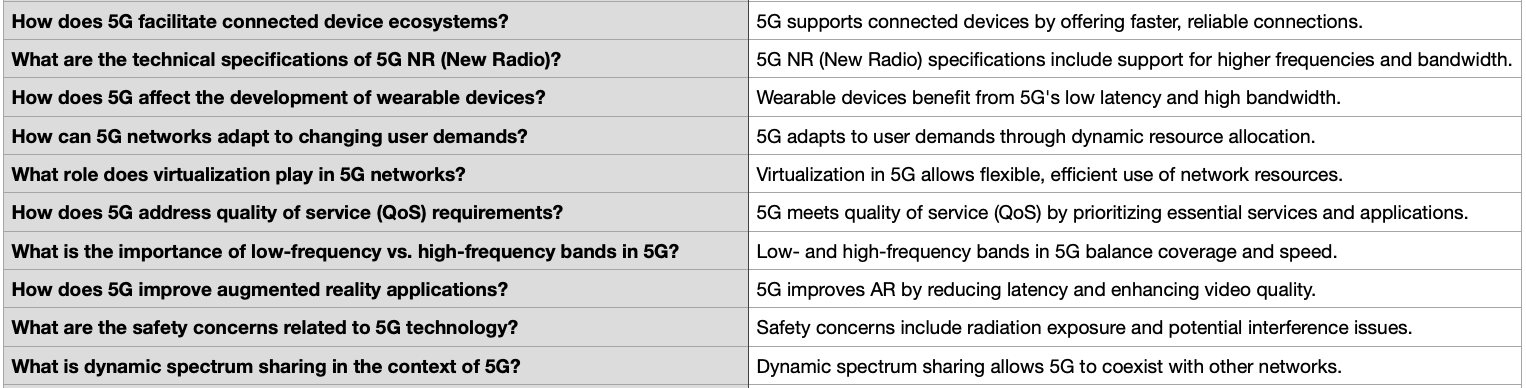 How does 5G facilitate connected device ecosystems? 5G supports connected devices by offering faster, reliable connections.
What are the technical specifications of 5G NR (New Radio)? 5G NR (New Radio) specifications include support for higher frequencies and bandwidth.
How does 5G affect the development of wearable devices? Wearable devices benefit from 5G's low latency and high bandwidth.
How can 5G networks adapt to changing user demands? 5G adapts to user demands through dynamic resource allocation.
What role does virtualization play in 5G networks? Virtualization in 5G allows flexible, efficient use of network resources.
How does 5G address quality of service (QoS) requirements? 5G meets quality of service (QoS) by prioritizing essential services and applications.
What is the importance of low-frequency vs. high-frequency bands in 5G? Low- and high-frequency bands in 5G balance coverage and speed.
How does 5G improve augmented reality applications? 5G improves AR by reducing latency and enhancing video quality.
What are the safety concerns related to 5G technology? Safety concerns include radiation exposure and potential interference issues.
What is dynamic spectrum sharing in the context of 5G? Dynamic spectrum sharing allows 5G to coexist with other networks.